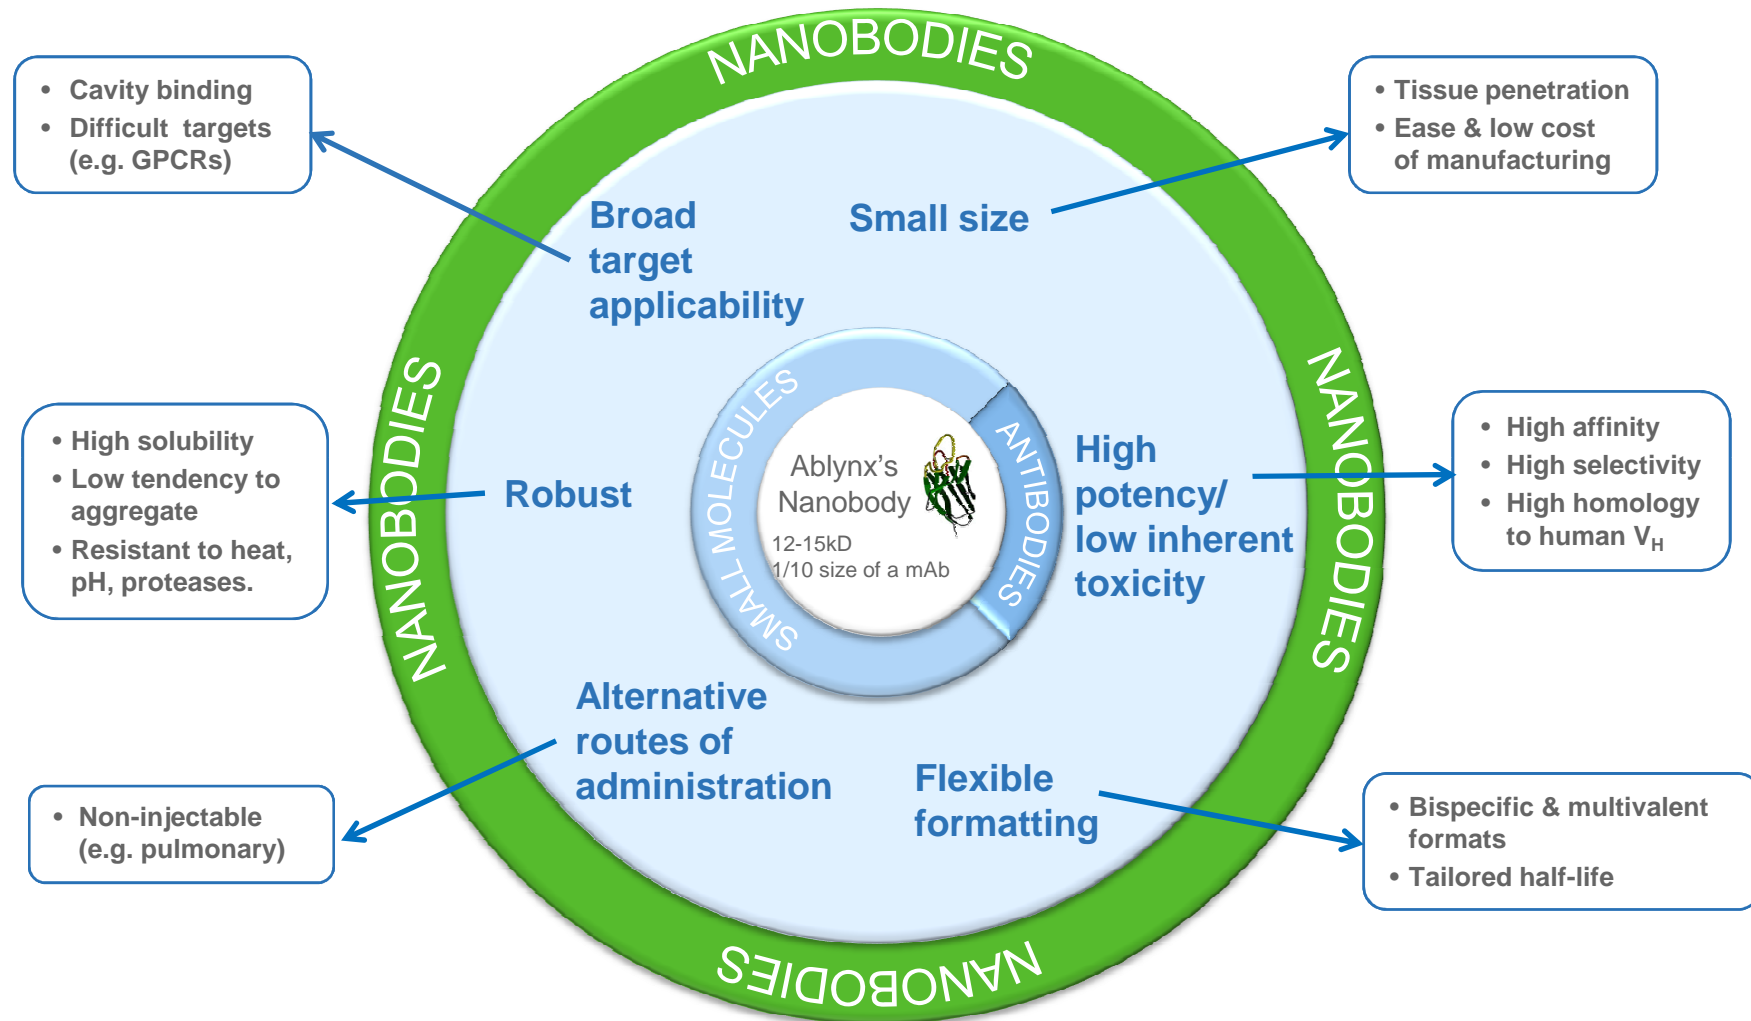 NANOBODIES
• Cavity binding
• Difficult targets
(e.g. GPCRs)
• Tissue penetration
• Ease & low cost
of manufacturing
Broad
target
applicability
Small size
NANOBODIES
• High solubility
• Low tendency to
aggregate
• Resistant to heat,
pH, proteases.
Robust
SMALL MOLECULES
Ablynx's
Nanobody
12-15kD
1/10 size of a mAb
ANTIBODIES
High
potency/
low inherent
toxicity
NANOBODIES
• High affinity
• High selectivity
• High homology
to human VH
Alternative
routes of
administration
• Non-injectable
(e.g. pulmonary)
Flexible
formatting
• Bispecific & multivalent
formats
• Tailored half-life
NANOBODIES